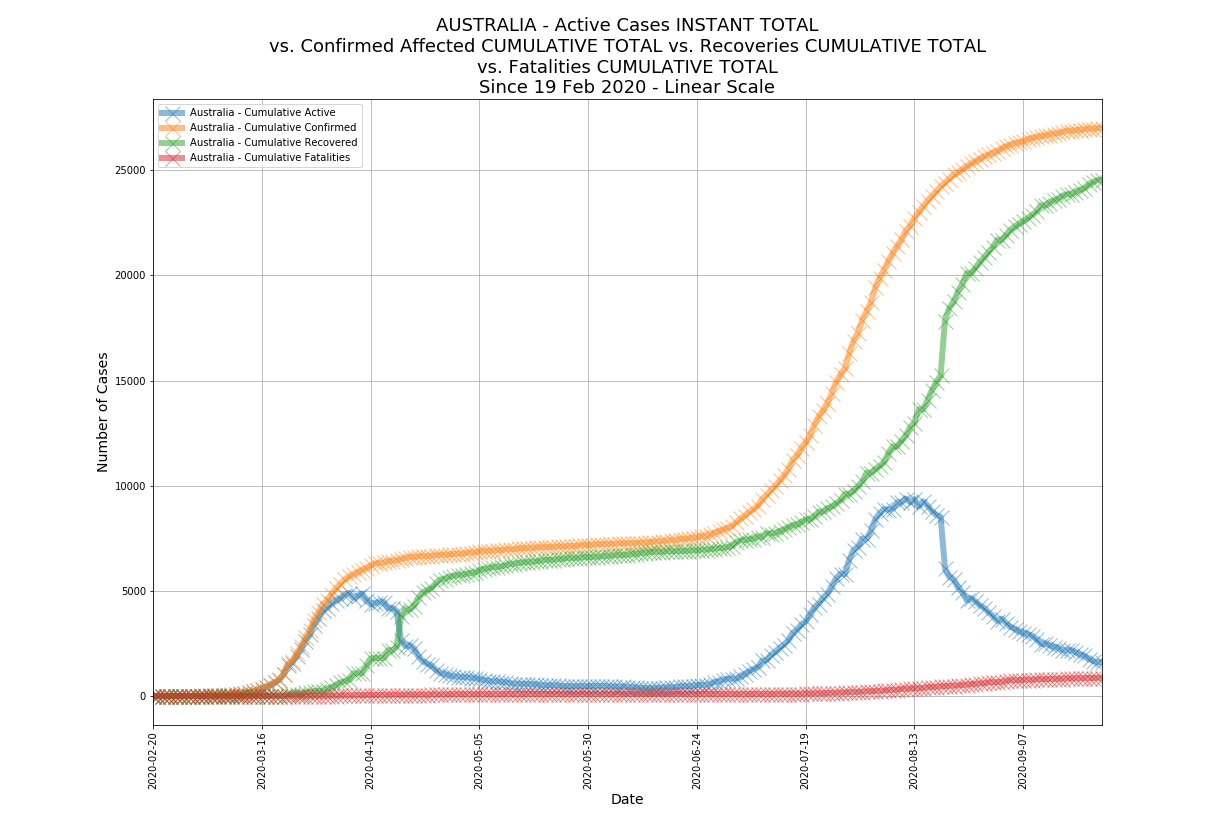 AUSTRALIA - Active Cases INSTANT TOTAL
vs. Confirmed Affected CUMULATIVE TOTAL vs. Recoveries CUMULATIVE TOTAL
vs. Fatalities CUMULATIVE TOTAL
Since 19 Feb 2020 - Linear Scale
Australia - Cumulative Active
Australia - Cumulative Confirmed
Australia - Cumulative Recovered
Australia - Cumulative Fatalities
Number of Cases
25000
20000
15000
10000
5000
0
2020-02-20
2020-03-16
2020-04-10
2020-05-05
2020-05-30
2020-06-24
2020-07-19
2020-08-13
2020-09-07
Date